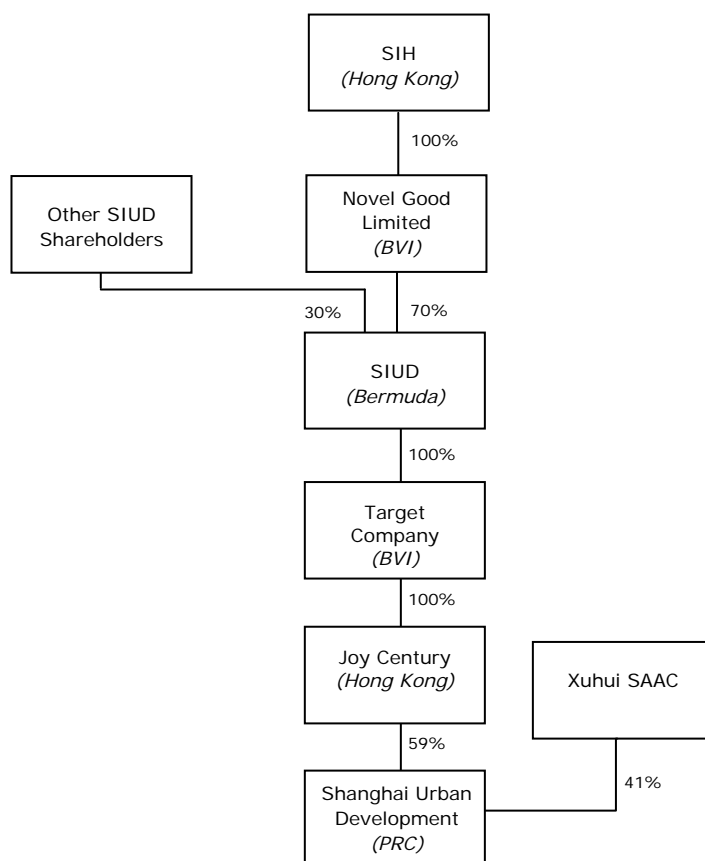 SIH
(Hong Kong)
100%
Other SIUD
Shareholders
Novel Good
Limited
(BVI)
30%
70%
SIUD
(Bermuda)
100%
Target
Company
(BVI)
100%
Joy Century
(Hong Kong)
Xuhui SAAC
59%
41%
Shanghai Urban
Development
(PRC)